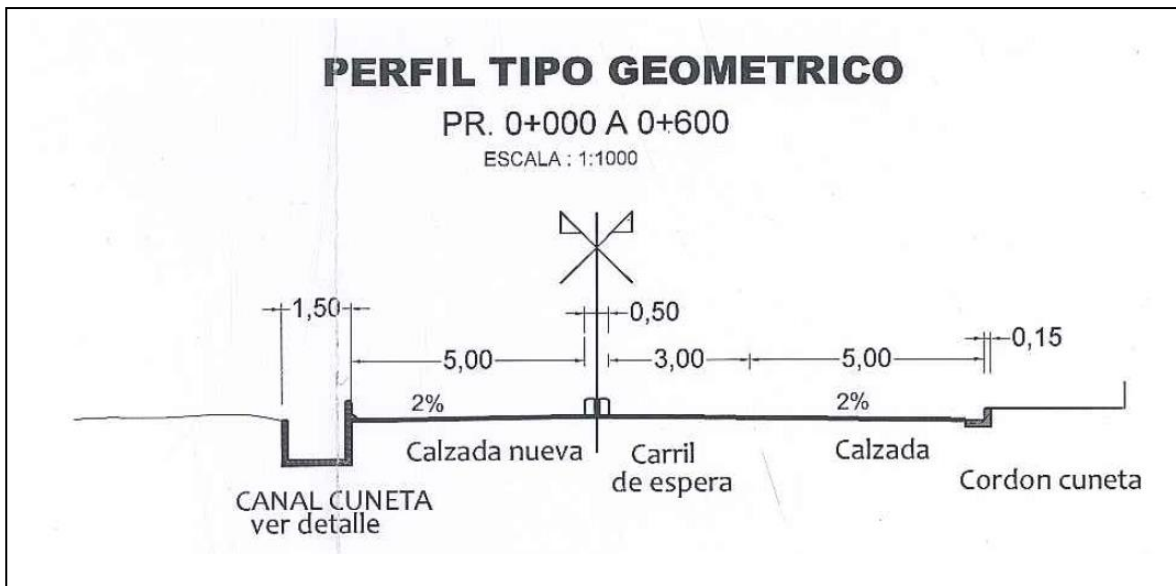 PERFIL TIPO GEOMETRICO
PR. 0+000 A 0+600
ESCALA : 1:1000
1,50
0,50
0,15
5,00
3,00
5,00
2%
2%
Calzada nueva
Carril
de espera
Calzada
Cordon cuneta
CANAL CUNETA
ver detalle